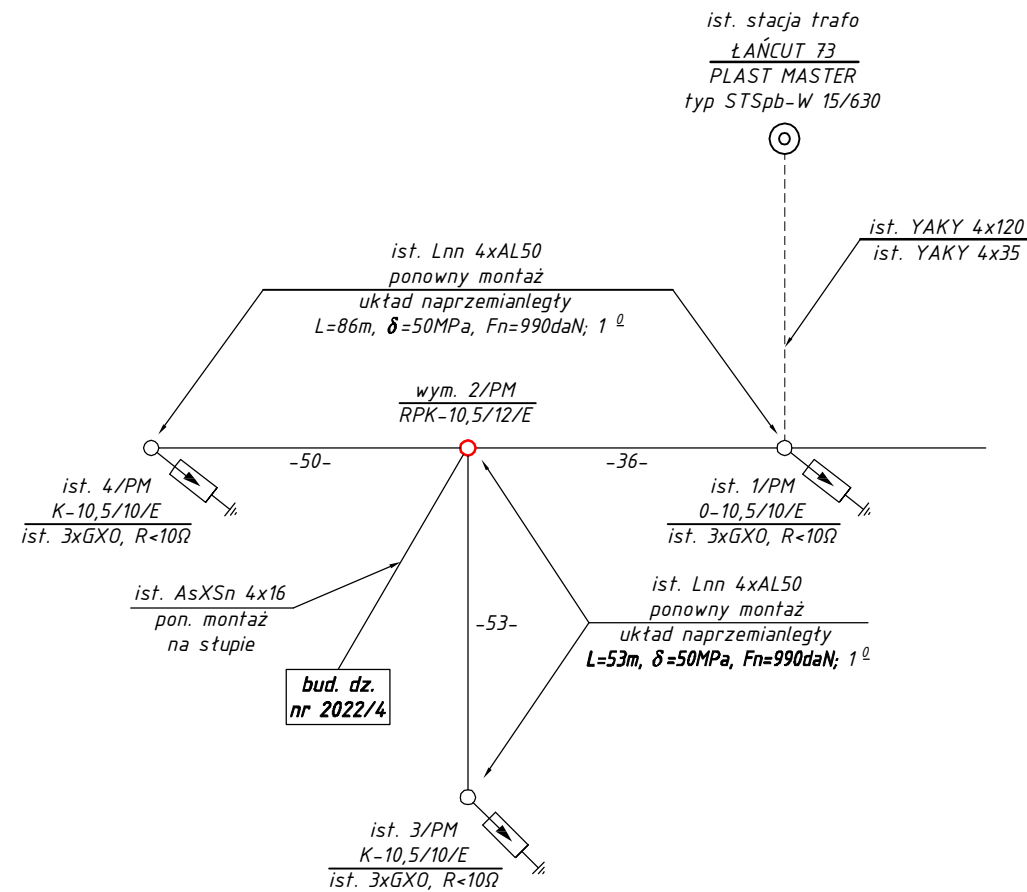 ist. stacja trafo
ŁAŃCUT 73
PLAST MASTER
typ STSpb-W 15/630
ist. YAKY 4x120
ist. YAKY 4x35
ist. Lnn 4xAL50
ponowny montaż
układ naprzemianległy
L=86m, δ=50MPa, Fn=990daN; 1 º
wym. 2/PM
RPK-10,5/12/E
-50-
-36-
ist. 4/PM
K-10,5/10/E
ist. 3xGXO, R<10Ω
ist. 1/PM
O-10,5/10/E
ist. 3xGXO, R<10Ω
ist. AsXSn 4x16
pon. montaż
na słupie
-53-
ist. Lnn 4xAL50
ponowny montaż
układ naprzemianległy
L=53m, δ=50MPa, Fn=990daN; 1 º
bud. dz.
nr 2022/4
ist. 3/PM
K-10,5/10/E
ist. 3xGXO, R<10Ω